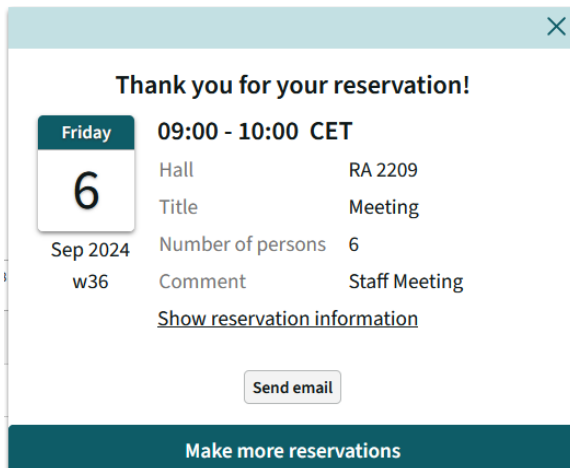 Thank you for your reservation!
Friday
6
Sep 2024
w36
09:00 - 10:00 CET
Hall RA 2209
Title Meeting
Number of persons 6
Comment Staff Meeting
Show reservation information
Send email
Make more reservations